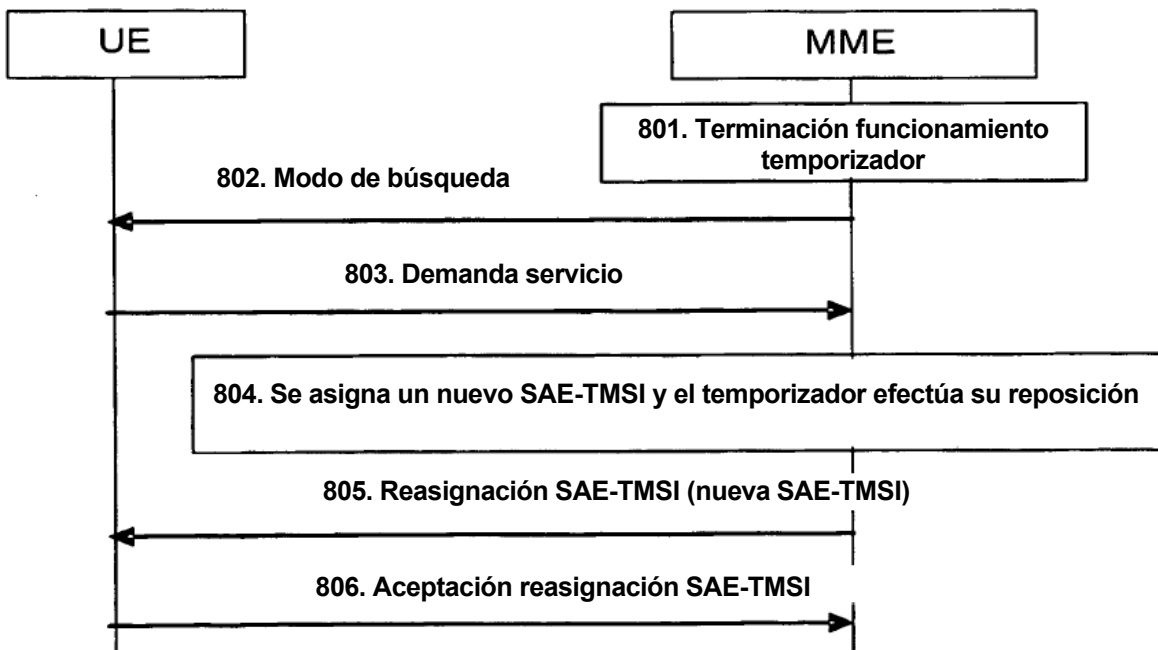 UE
MME
801. Terminación funcionamiento
temporizador
802. Modo de búsqueda
803. Demanda servicio
804. Se asigna un nuevo SAE-TMSI y el temporizador efectúa su reposición
805. Reasignación SAE-TMSI (nueva SAE-TMSI)
806. Aceptación reasignación SAE-TMSI